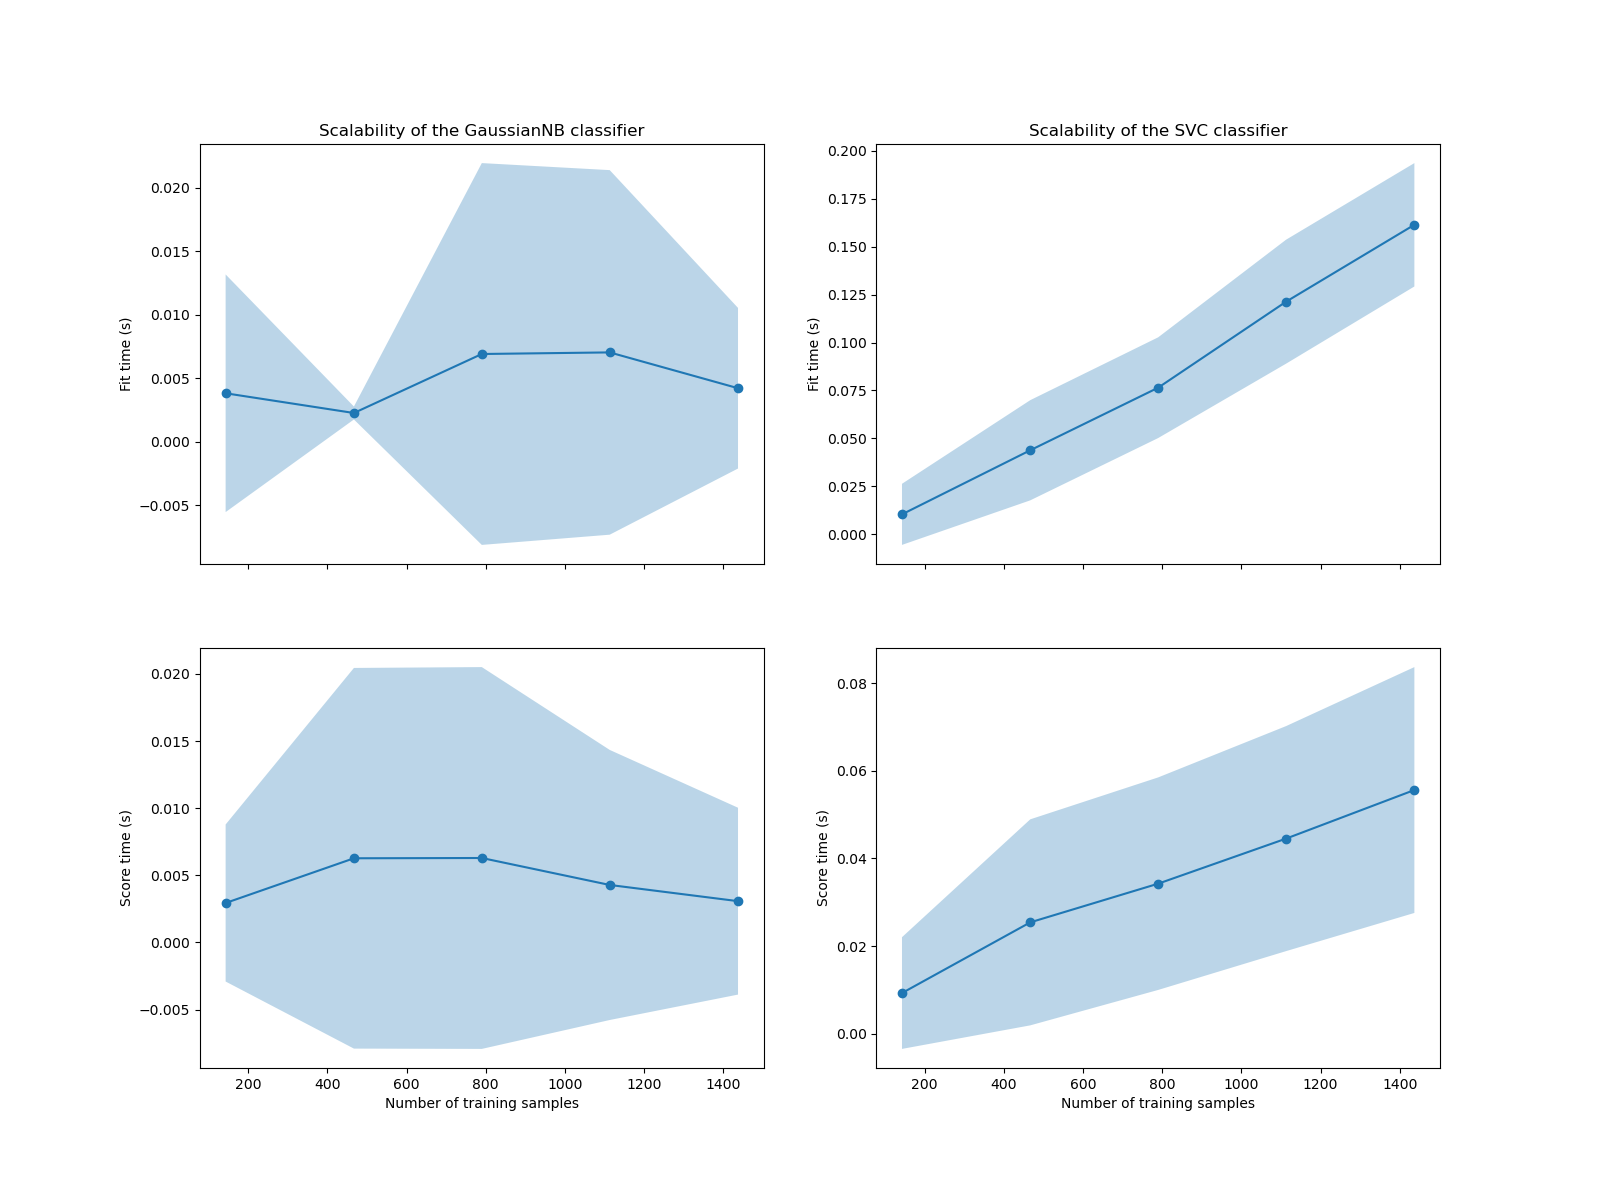 Scalability of the GaussianNB classifier
Fit time (s)
0.020
0.015
0.010
0.005
0.000
−0.005
Scalability of the SVC classifier
Fit time (s)
0.200
0.175
0.150
0.125
0.100
0.075
0.050
0.025
0.000
Score time (s)
0.020
0.015
0.010
0.005
0.000
−0.005
200 400 600 800 1000 1200 1400
Number of training samples
Score time (s)
0.08
0.06
0.04
0.02
0.00
200 400 600 800 1000 1200 1400
Number of training samples